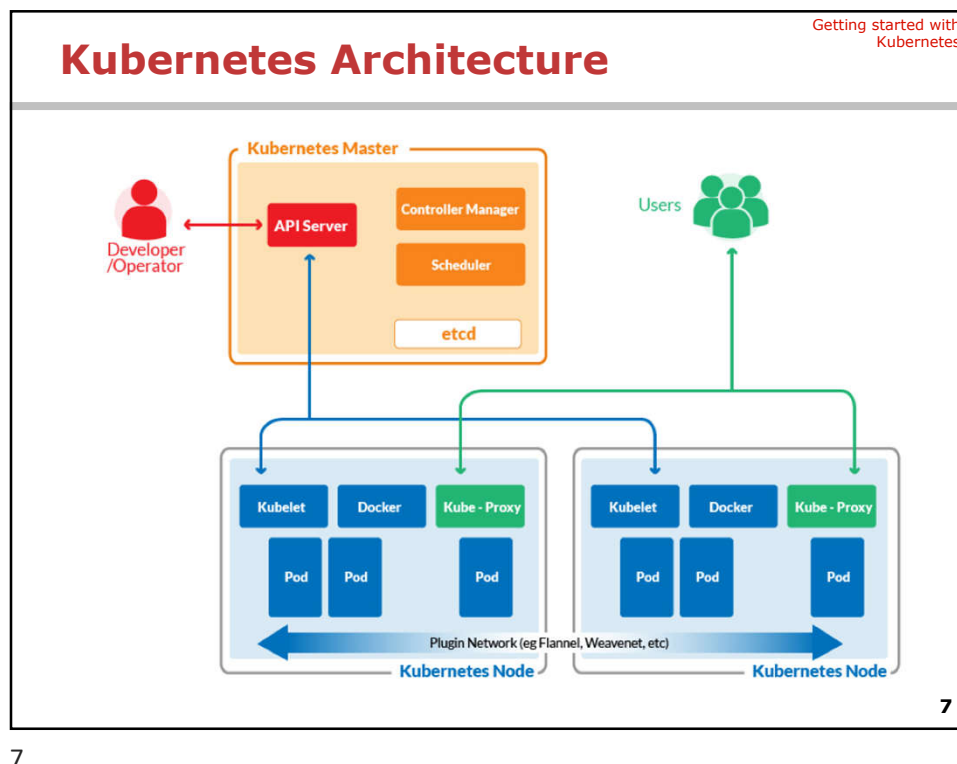 Getting started with
Kubernetes
Kubernetes Architecture
Kubernetes Master
API Server
Controller Manager
Scheduler
etcd
Developer
/Operator
Users
Kubelet
Docker
Kube - Proxy
Pod
Pod
Pod
Kubelet
Docker
Kube - Proxy
Pod
Pod
Pod
Plugin Network (eg Flannel, Weavenet, etc)
Kubernetes Node
Kubernetes Node
7
7